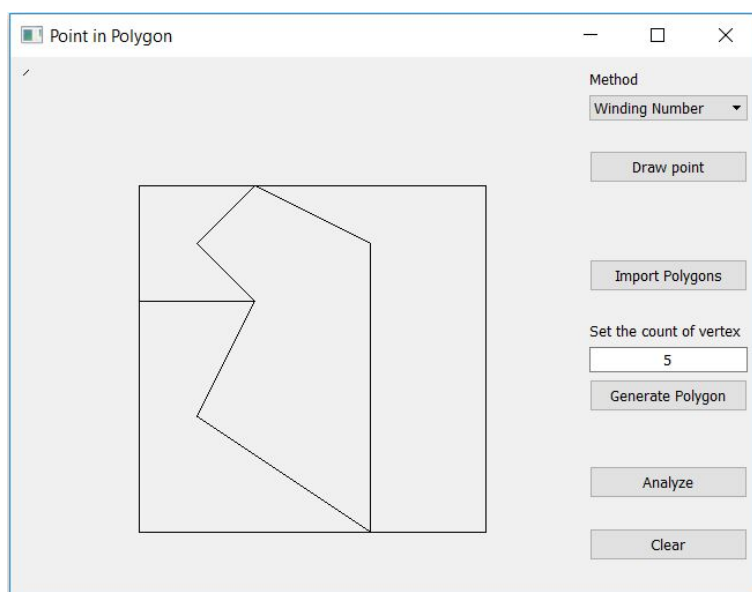 Point in Polygon
Method
Winding Number
Draw point
Import Polygons
Set the count of vertex
5
Generate Polygon
Analyze
Clear